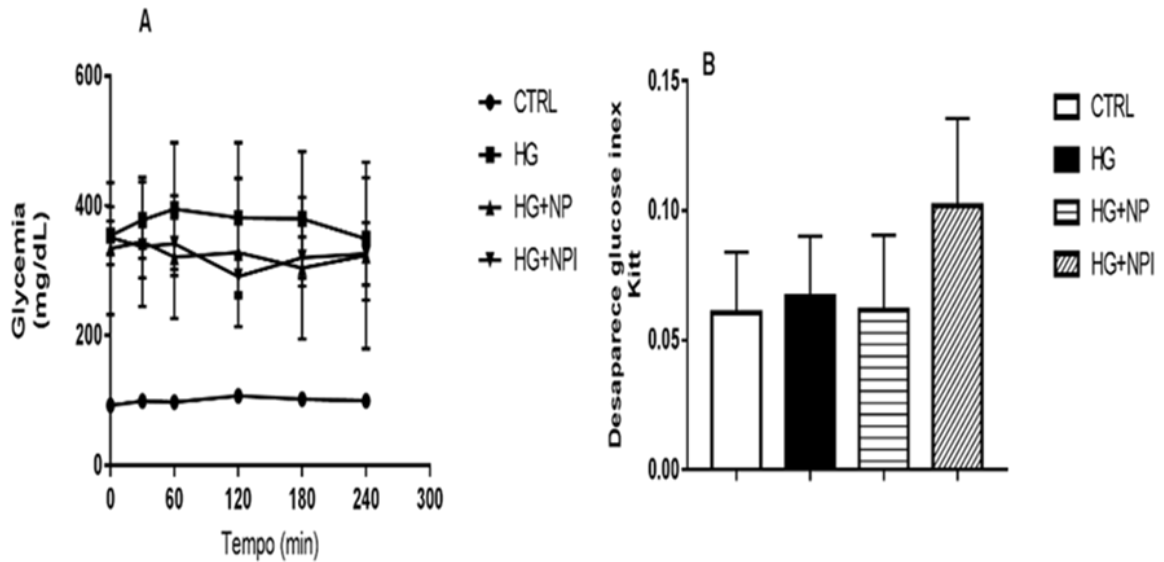 A
600
400
200
0
Glycemia
(mg/dL)
0 60 120 180 240 300
Tempo (min)
CTRL
HG
HG+NP
HG+NPI
B
0.15
0.10
0.05
0.00
Desaparece glucose inex
Kitt
CTRL
HG
HG+NP
HG+NPI